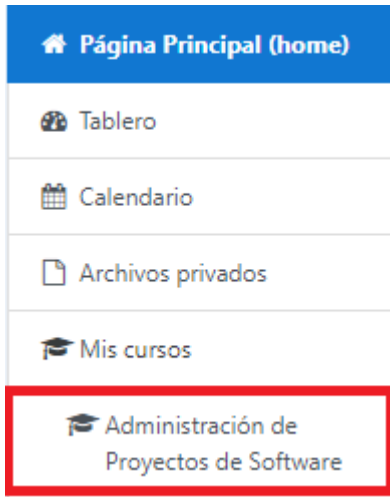 Página Principal (home)
Tablero
Calendario
Archivos privados
Mis cursos
Administración de
Proyectos de Software